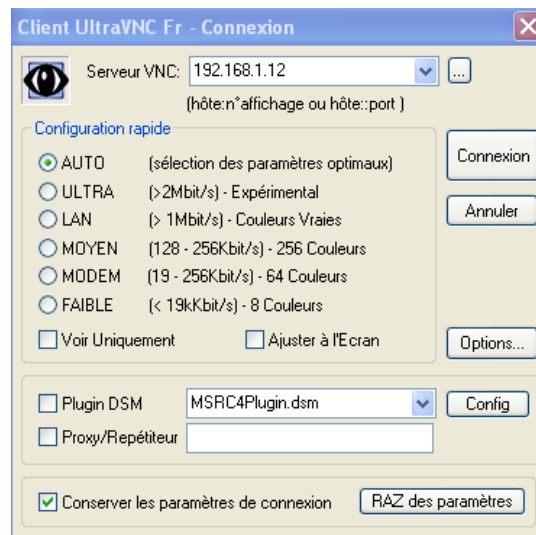 Client UltraVNC Fr - Connexion
Serveur VNC: 192.168.1.12 ...
(hôte:n°affichage ou hôte::port )
Configuration rapide
AUTO (sélection des paramètres optimaux)
Connexion
ULTRA (>2Mbit/s) - Expérimental
LAN (> 1Mbit/s) - Couleurs Vraies
Annuler
MOYEN (128 - 256Kbit/s) - 256 Couleurs
MODEM (19 - 256Kbit/s) - 64 Couleurs
FAIBLE (< 19kKbit/s) - 8 Couleurs
Voir Uniquement Ajuster à l'Ecran Options...
Plugin DSM MSRC4Plugin.dsm Config
Proxy/Repétiteur
Conserver les paramètres de connexion RAZ des paramètres